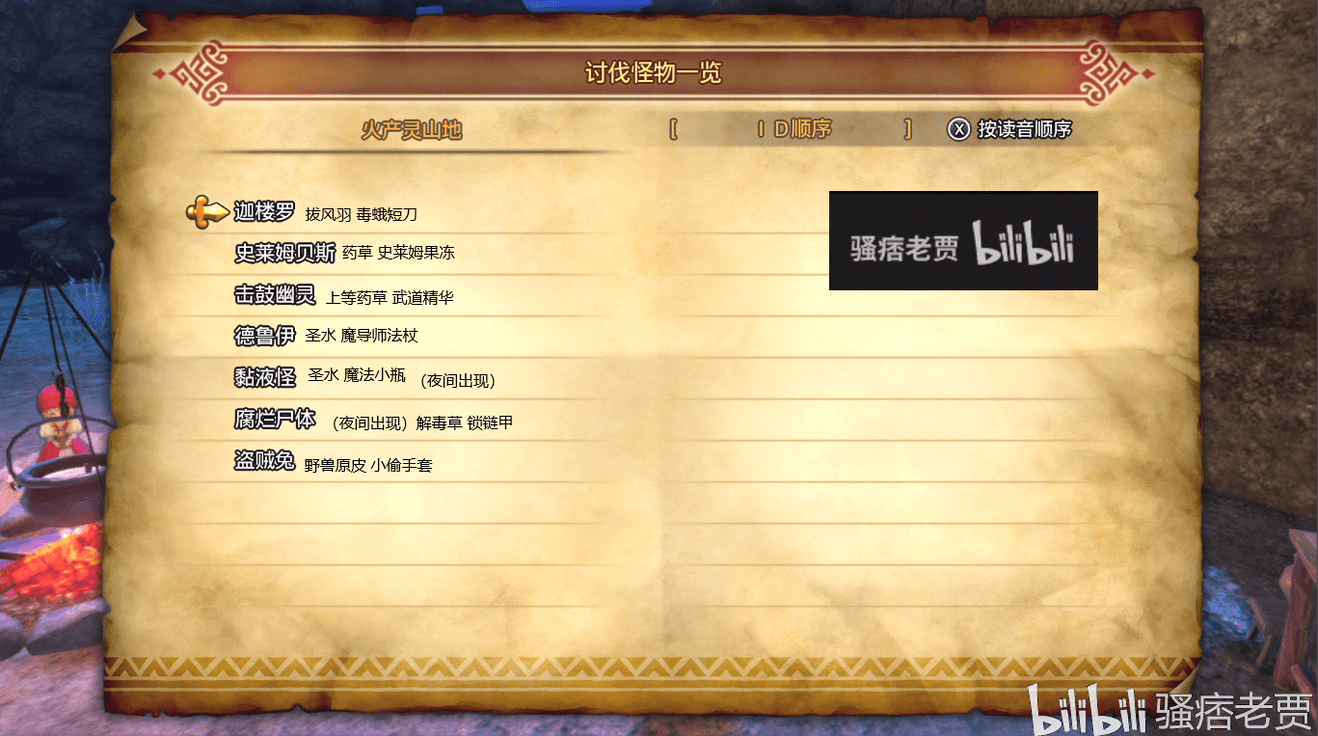 讨伐怪物一览
火产灵山地 [ ID顺序 ] Ⓧ 按读音顺序
迦楼罗 拔风羽 毒蛾短刀
史莱姆贝斯 药草 史莱姆果冻
击鼓幽灵 上等药草 武道精华
德鲁伊 圣水 魔导师法杖
黏液怪 圣水 魔法小瓶 (夜间出现)
腐烂尸体 (夜间出现) 解毒草 锁链甲
盗贼兔 野兽原皮 小偷手套
骚痞老贾 bilibili
bilibili 骚痞老贾